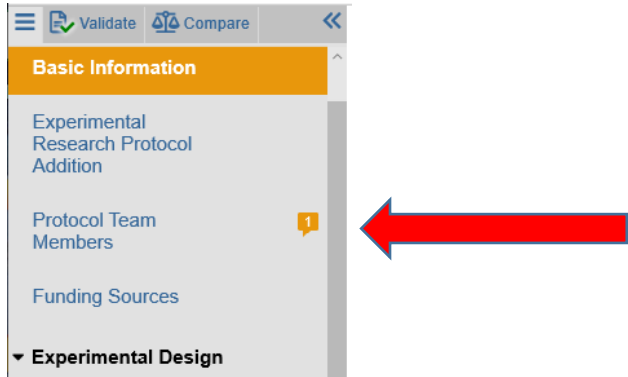 Validate Compare
Basic Information
Experimental
Research Protocol
Addition
Protocol Team
Members 1
Funding Sources
Experimental Design